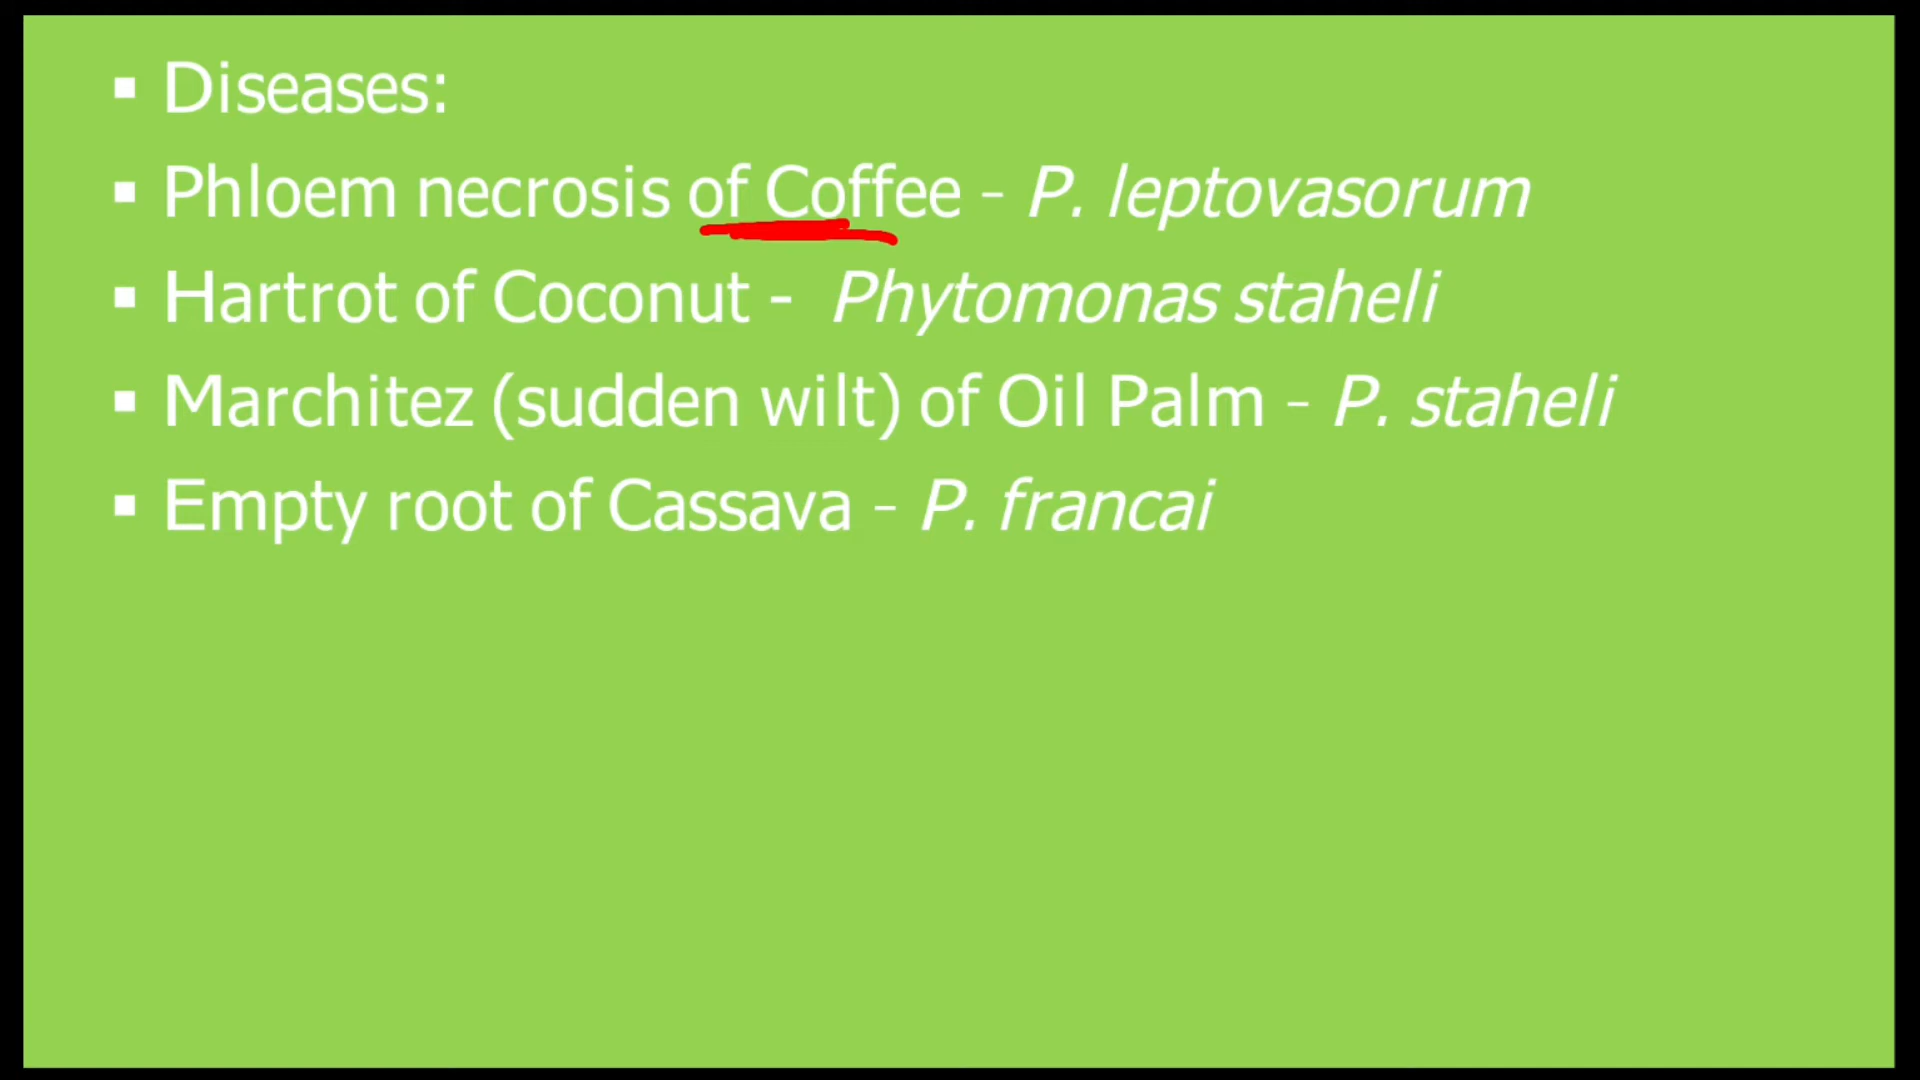 ▪ Diseases:
▪ Phloem necrosis of Coffee - P. leptovasorum
▪ Hartrot of Coconut - Phytomonas staheli
▪ Marchitez (sudden wilt) of Oil Palm - P. staheli
▪ Empty root of Cassava - P. francai